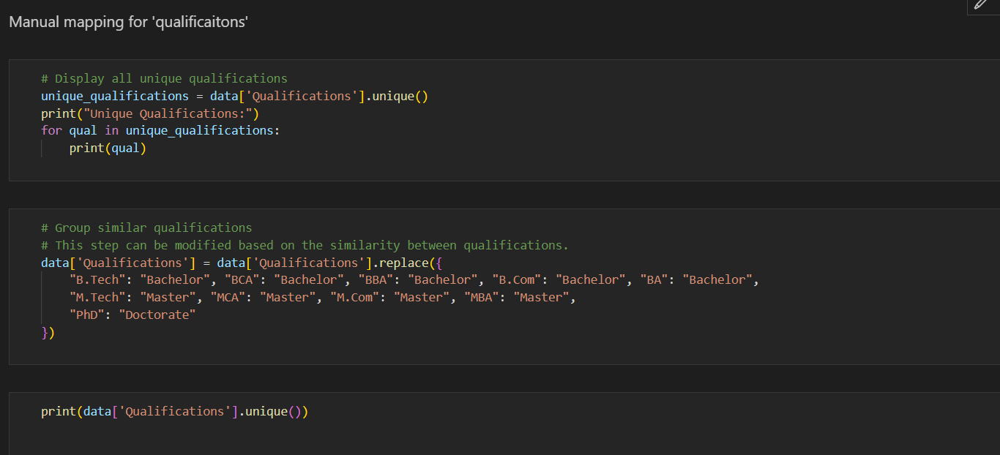 Manual mapping for 'qualificaitons'
# Display all unique qualifications
unique_qualifications = data['Qualifications'].unique()
print("Unique Qualifications:")
for qual in unique_qualifications:
    print(qual)
# Group similar qualifications
# This step can be modified based on the similarity between qualifications.
data['Qualifications'] = data['Qualifications'].replace({
    "B.Tech": "Bachelor", "BCA": "Bachelor", "BBA": "Bachelor", "B.Com": "Bachelor", "BA": "Bachelor",
    "M.Tech": "Master", "MCA": "Master", "M.Com": "Master", "MBA": "Master",
    "PhD": "Doctorate"
})
print(data['Qualifications'].unique())